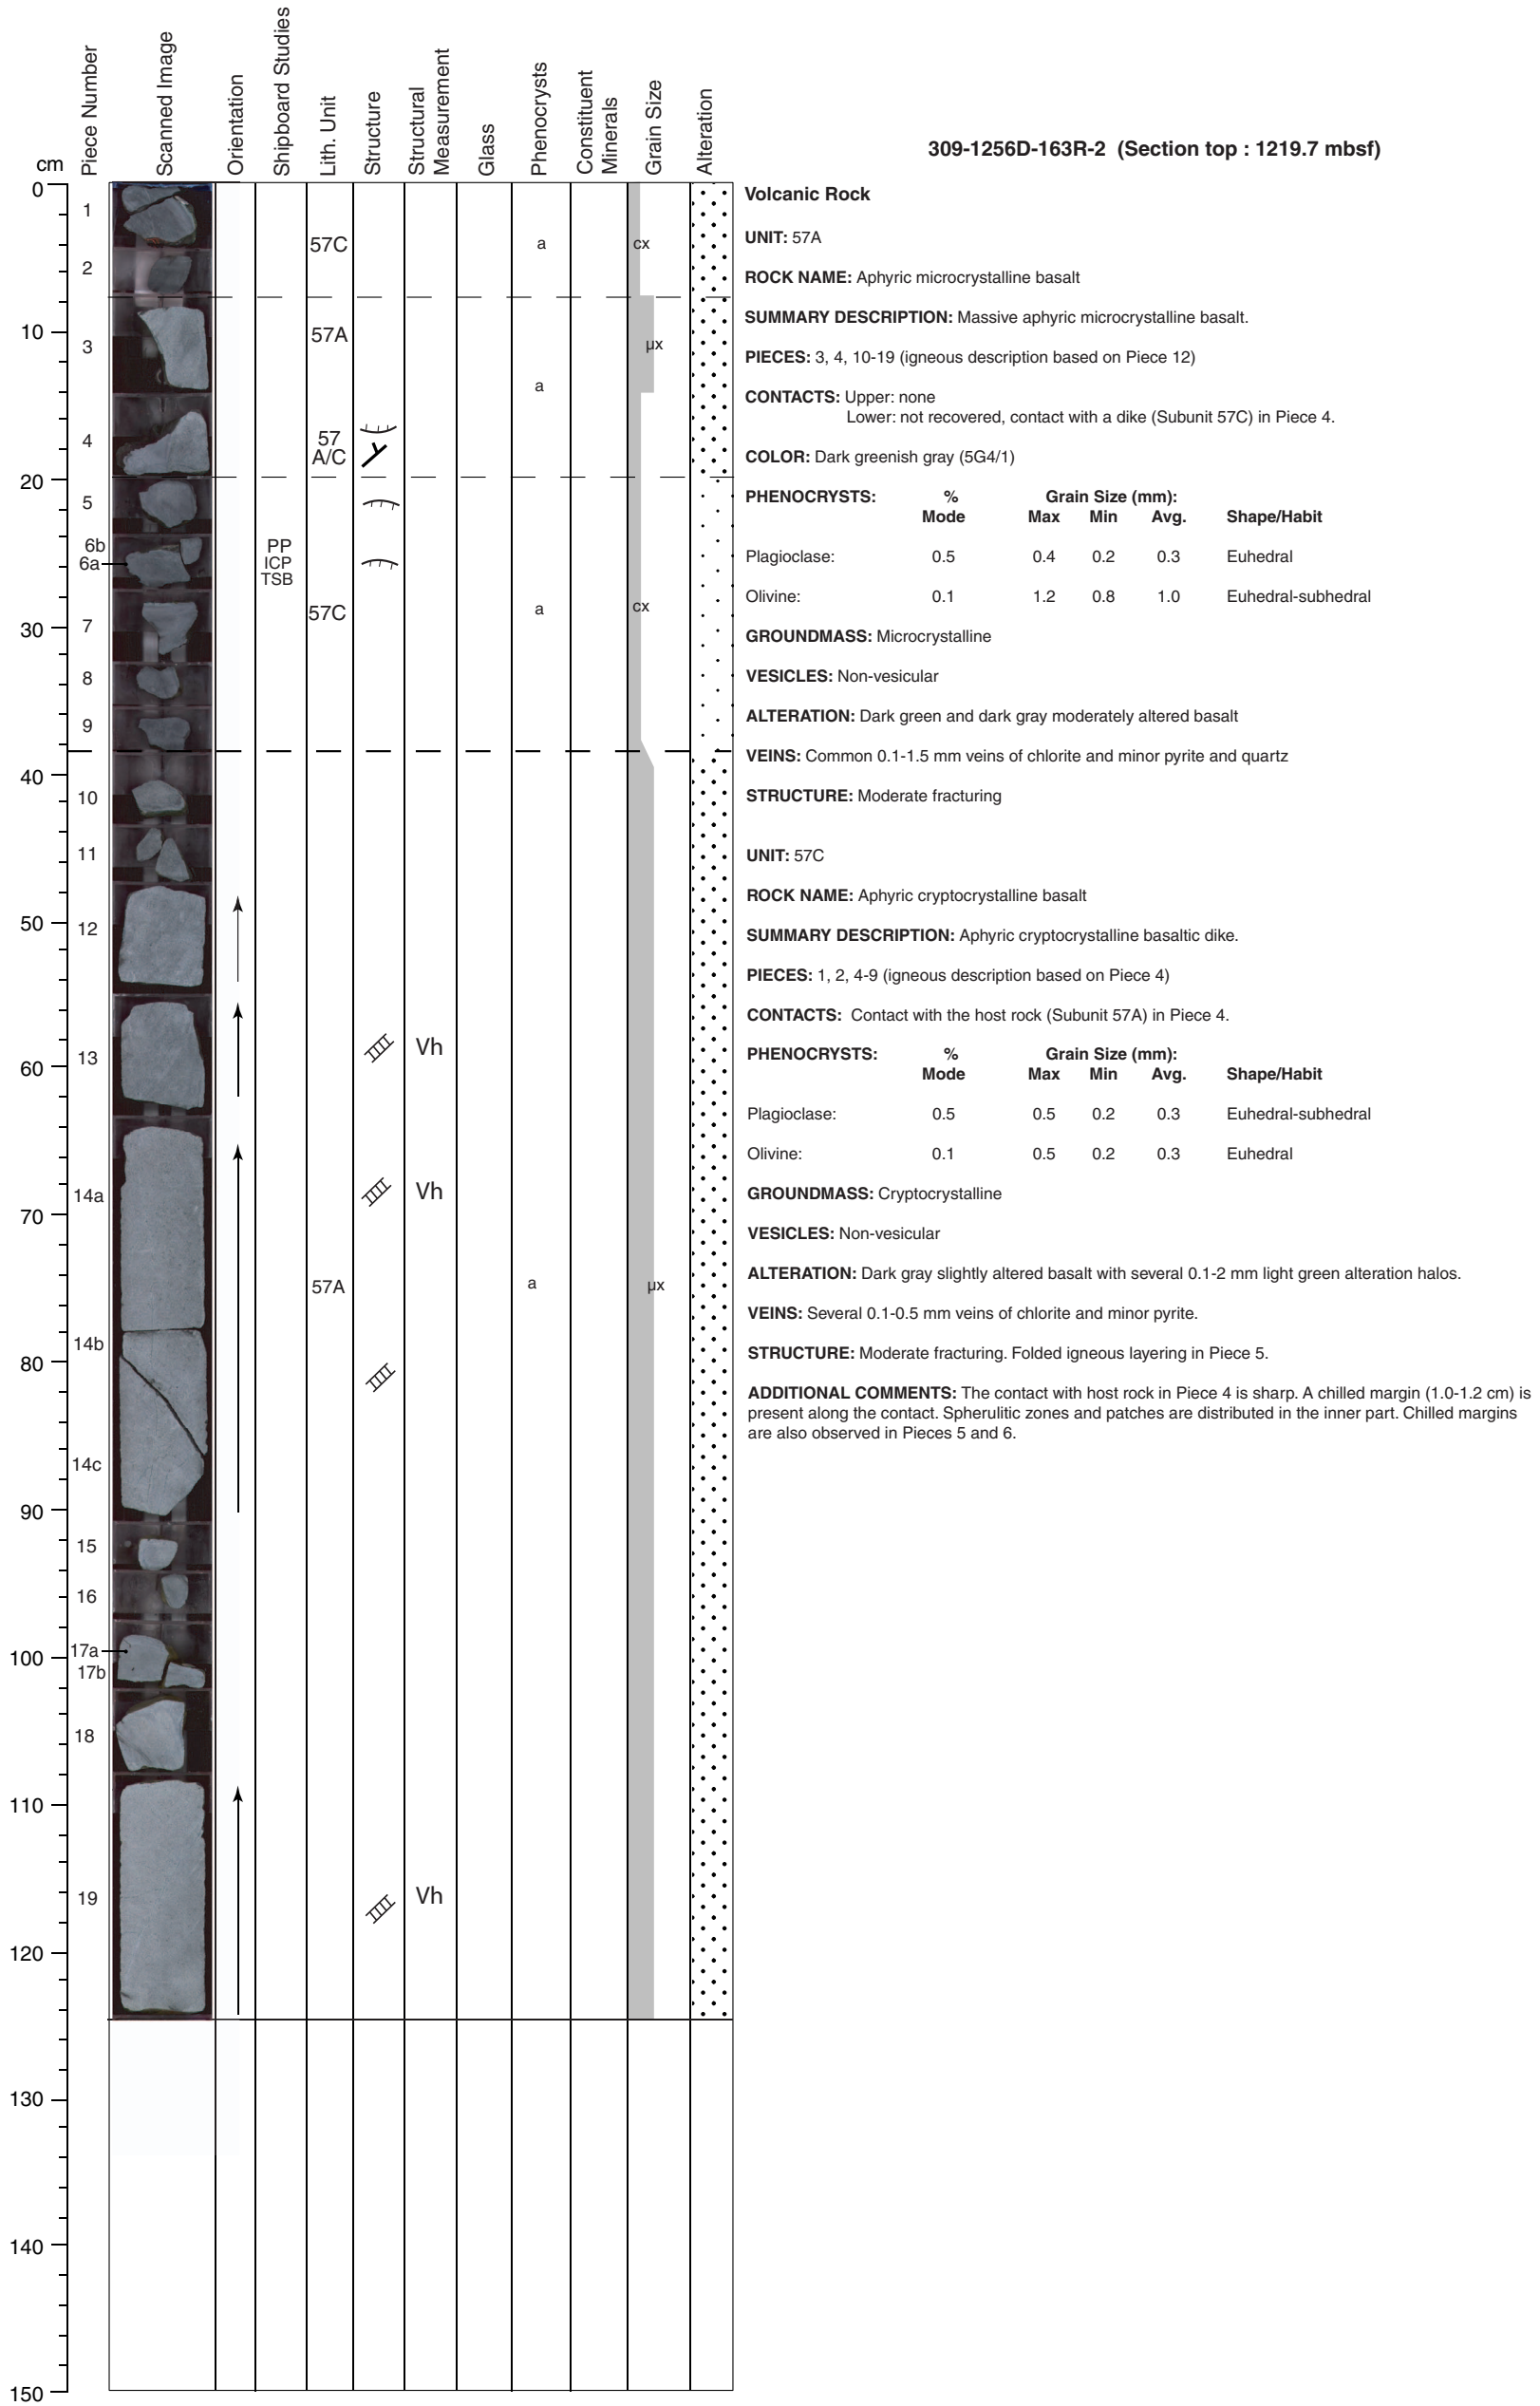 cm
Piece Number
Scanned Image
Orientation
Shipboard Studies
Lith. Unit
Structure
Structural
Measurement
Glass
Phenocrysts
Constituent
Minerals
Grain Size
Alteration
0
10
20
30
40
50
60
70
80
90
100
110
120
130
140
150
1
2
3
4
5
6b
6a
7
8
9
10
11
12
13
14a
14b
14c
15
16
17a
17b
18
19
PP
ICP
TSB
57C
57A
57
A/C
57C
57A
Vh
Vh
Vh
a
a
a
a
cx
µx
cx
µx
309-1256D-163R-2 (Section top : 1219.7 mbsf)
Volcanic Rock
UNIT: 57A
ROCK NAME: Aphyric microcrystalline basalt
SUMMARY DESCRIPTION: Massive aphyric microcrystalline basalt.
PIECES: 3, 4, 10-19 (igneous description based on Piece 12)
CONTACTS: Upper: none
Lower: not recovered, contact with a dike (Subunit 57C) in Piece 4.
COLOR: Dark greenish gray (5G4/1)
PHENOCRYSTS: % Grain Size (mm):
Mode Max Min Avg. Shape/Habit
Plagioclase: 0.5 0.4 0.2 0.3 Euhedral
Olivine: 0.1 1.2 0.8 1.0 Euhedral-subhedral
GROUNDMASS: Microcrystalline
VESICLES: Non-vesicular
ALTERATION: Dark green and dark gray moderately altered basalt
VEINS: Common 0.1-1.5 mm veins of chlorite and minor pyrite and quartz
STRUCTURE: Moderate fracturing
UNIT: 57C
ROCK NAME: Aphyric cryptocrystalline basalt
SUMMARY DESCRIPTION: Aphyric cryptocrystalline basaltic dike.
PIECES: 1, 2, 4-9 (igneous description based on Piece 4)
CONTACTS: Contact with the host rock (Subunit 57A) in Piece 4.
PHENOCRYSTS: % Grain Size (mm):
Mode Max Min Avg. Shape/Habit
Plagioclase: 0.5 0.5 0.2 0.3 Euhedral-subhedral
Olivine: 0.1 0.5 0.2 0.3 Euhedral
GROUNDMASS: Cryptocrystalline
VESICLES: Non-vesicular
ALTERATION: Dark gray slightly altered basalt with several 0.1-2 mm light green alteration halos.
VEINS: Several 0.1-0.5 mm veins of chlorite and minor pyrite.
STRUCTURE: Moderate fracturing. Folded igneous layering in Piece 5.
ADDITIONAL COMMENTS: The contact with host rock in Piece 4 is sharp. A chilled margin (1.0-1.2 cm) is
present along the contact. Spherulitic zones and patches are distributed in the inner part. Chilled margins
are also observed in Pieces 5 and 6.